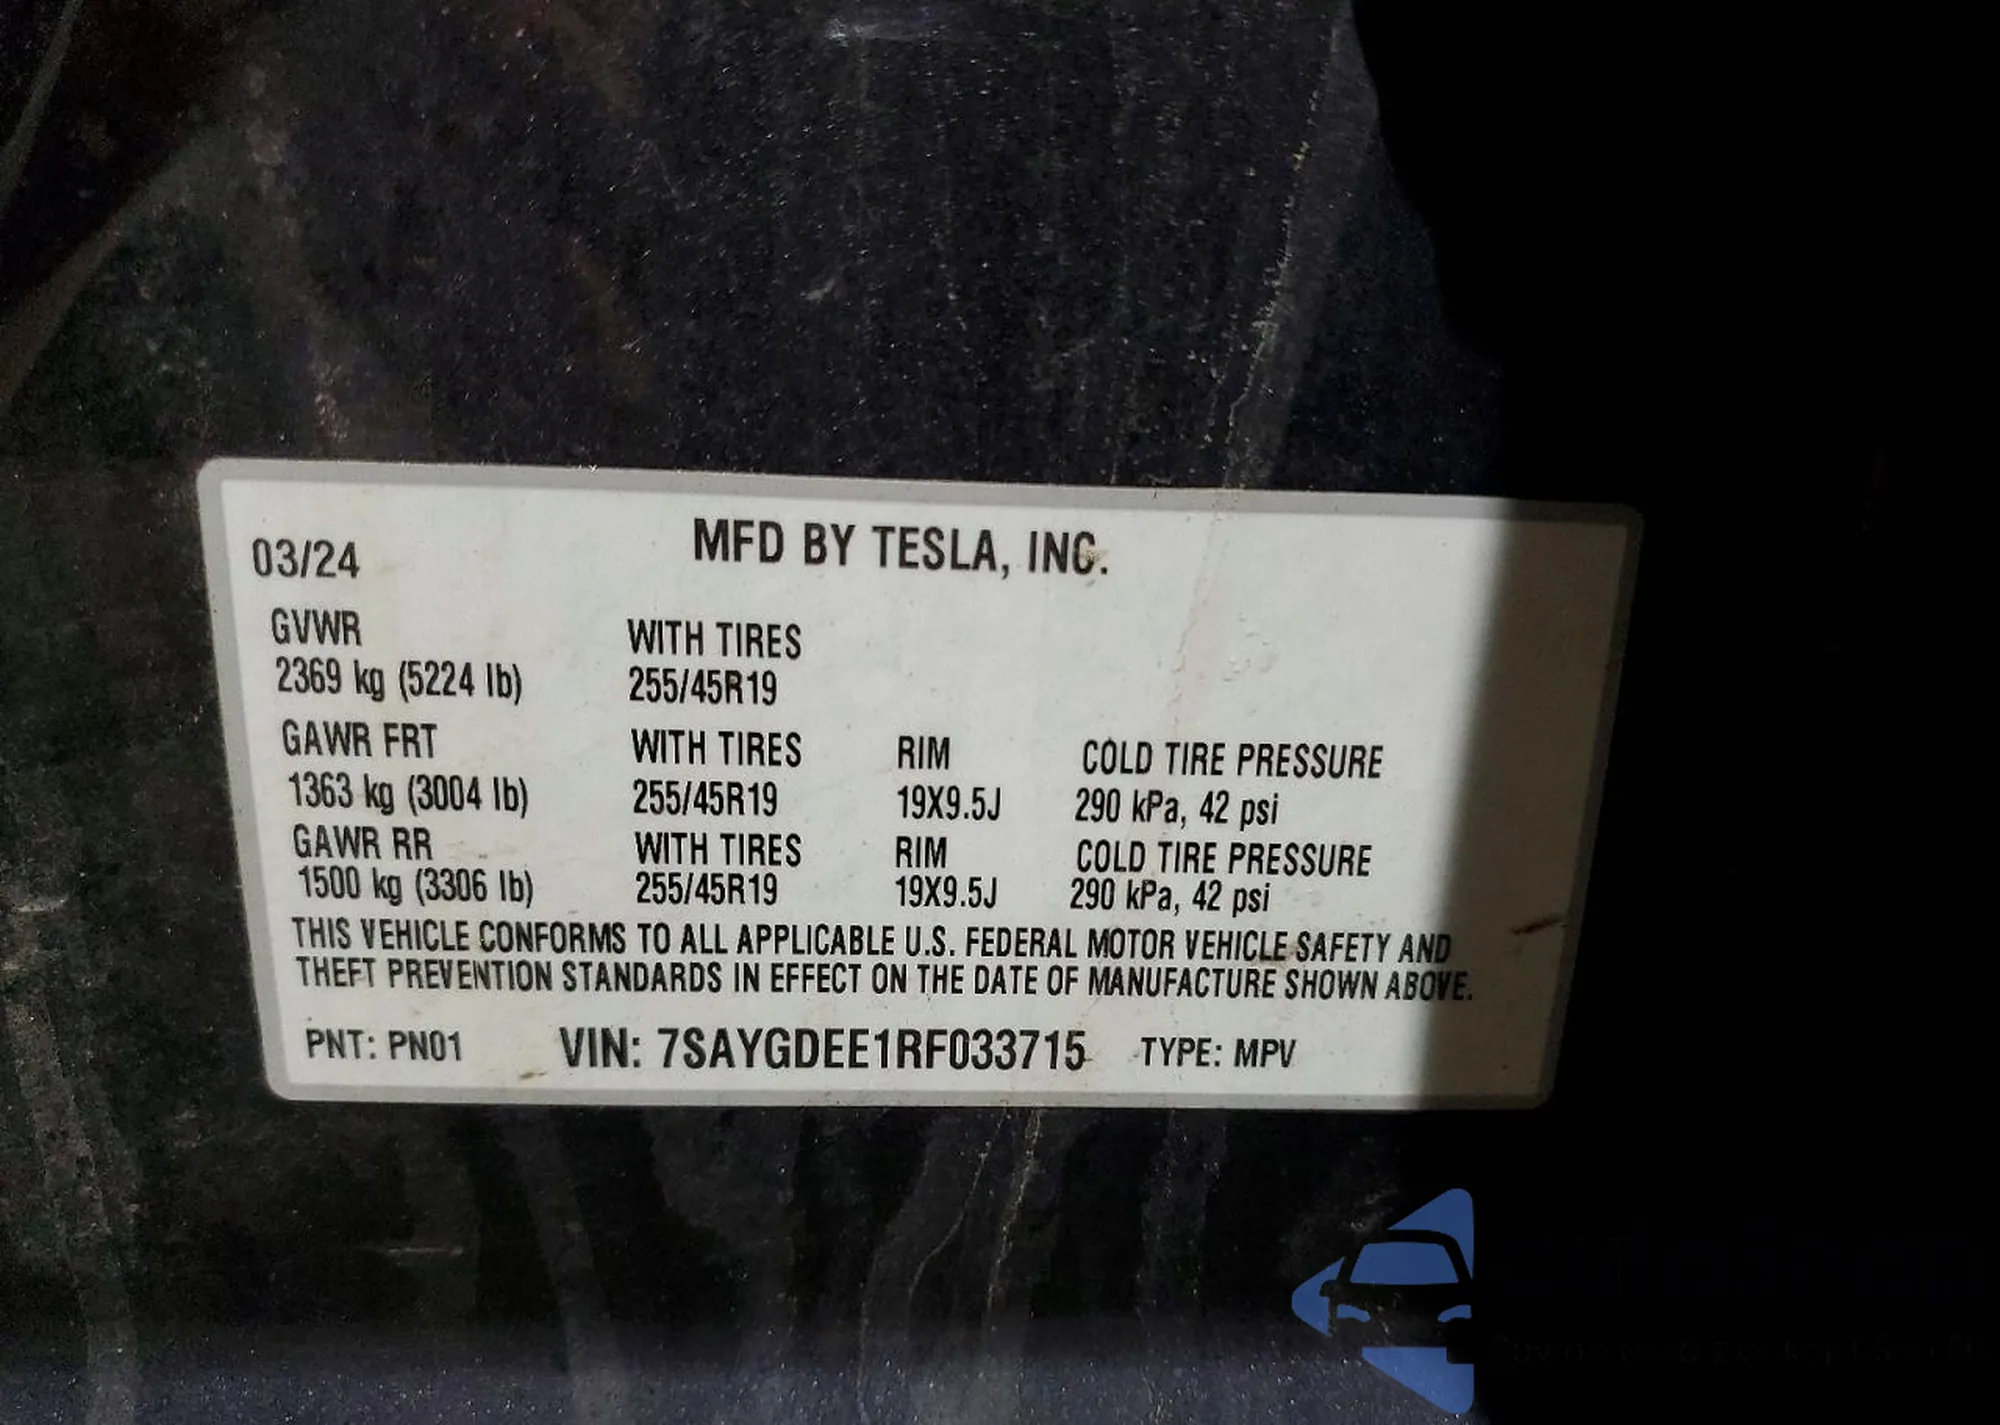 03/24 MFD BY TESLA, INC.
GVWR WITH TIRES
2369 kg (5224 lb) 255/45R19
GAWR FRT WITH TIRES RIM COLD TIRE PRESSURE
1363 kg (3004 lb) 255/45R19 19X9.5J 290 kPa, 42 psi
GAWR RR WITH TIRES RIM COLD TIRE PRESSURE
1500 kg (3306 lb) 255/45R19 19X9.5J 290 kPa, 42 psi
THIS VEHICLE CONFORMS TO ALL APPLICABLE U.S. FEDERAL MOTOR VEHICLE SAFETY AND
THEFT PREVENTION STANDARDS IN EFFECT ON THE DATE OF MANUFACTURE SHOWN ABOVE.
PNT: PN01 VIN: 7SAYGDEE1RF033715 TYPE: MPV